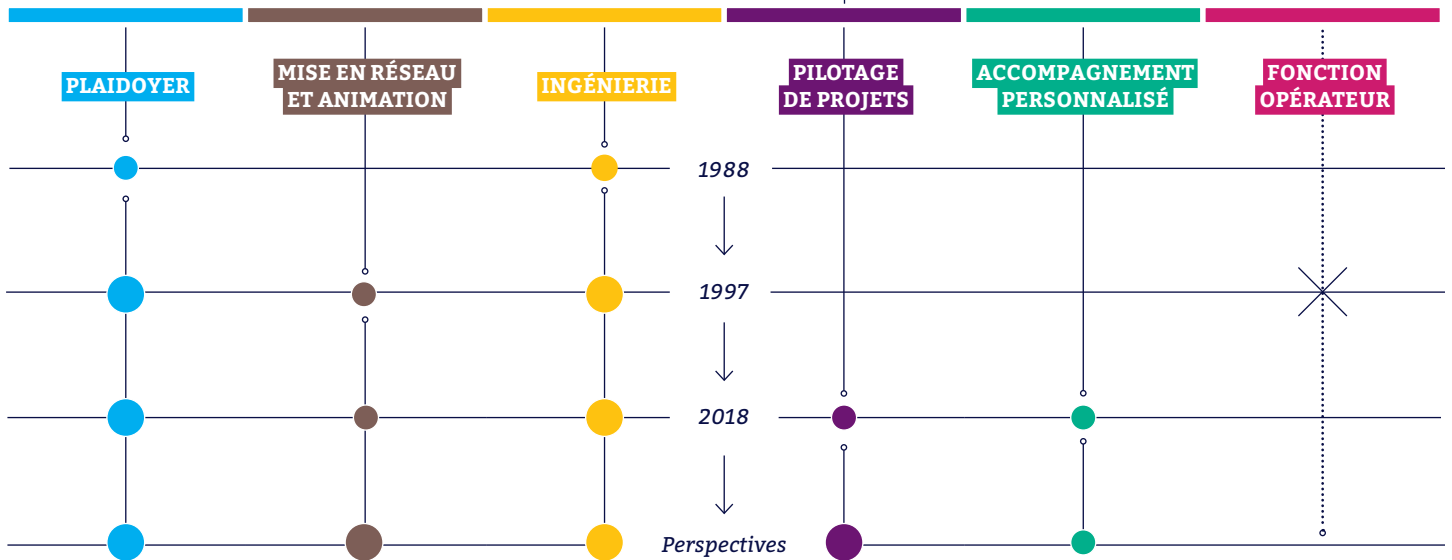 PLAIDOYER
MISE EN RÉSEAU
ET ANIMATION
INGÉNIERIE
PILOTAGE
DE PROJETS
ACCOMPAGNEMENT
PERSONNALISÉ
FONCTION
OPÉRATEUR
1988
1997
2018
Perspectives